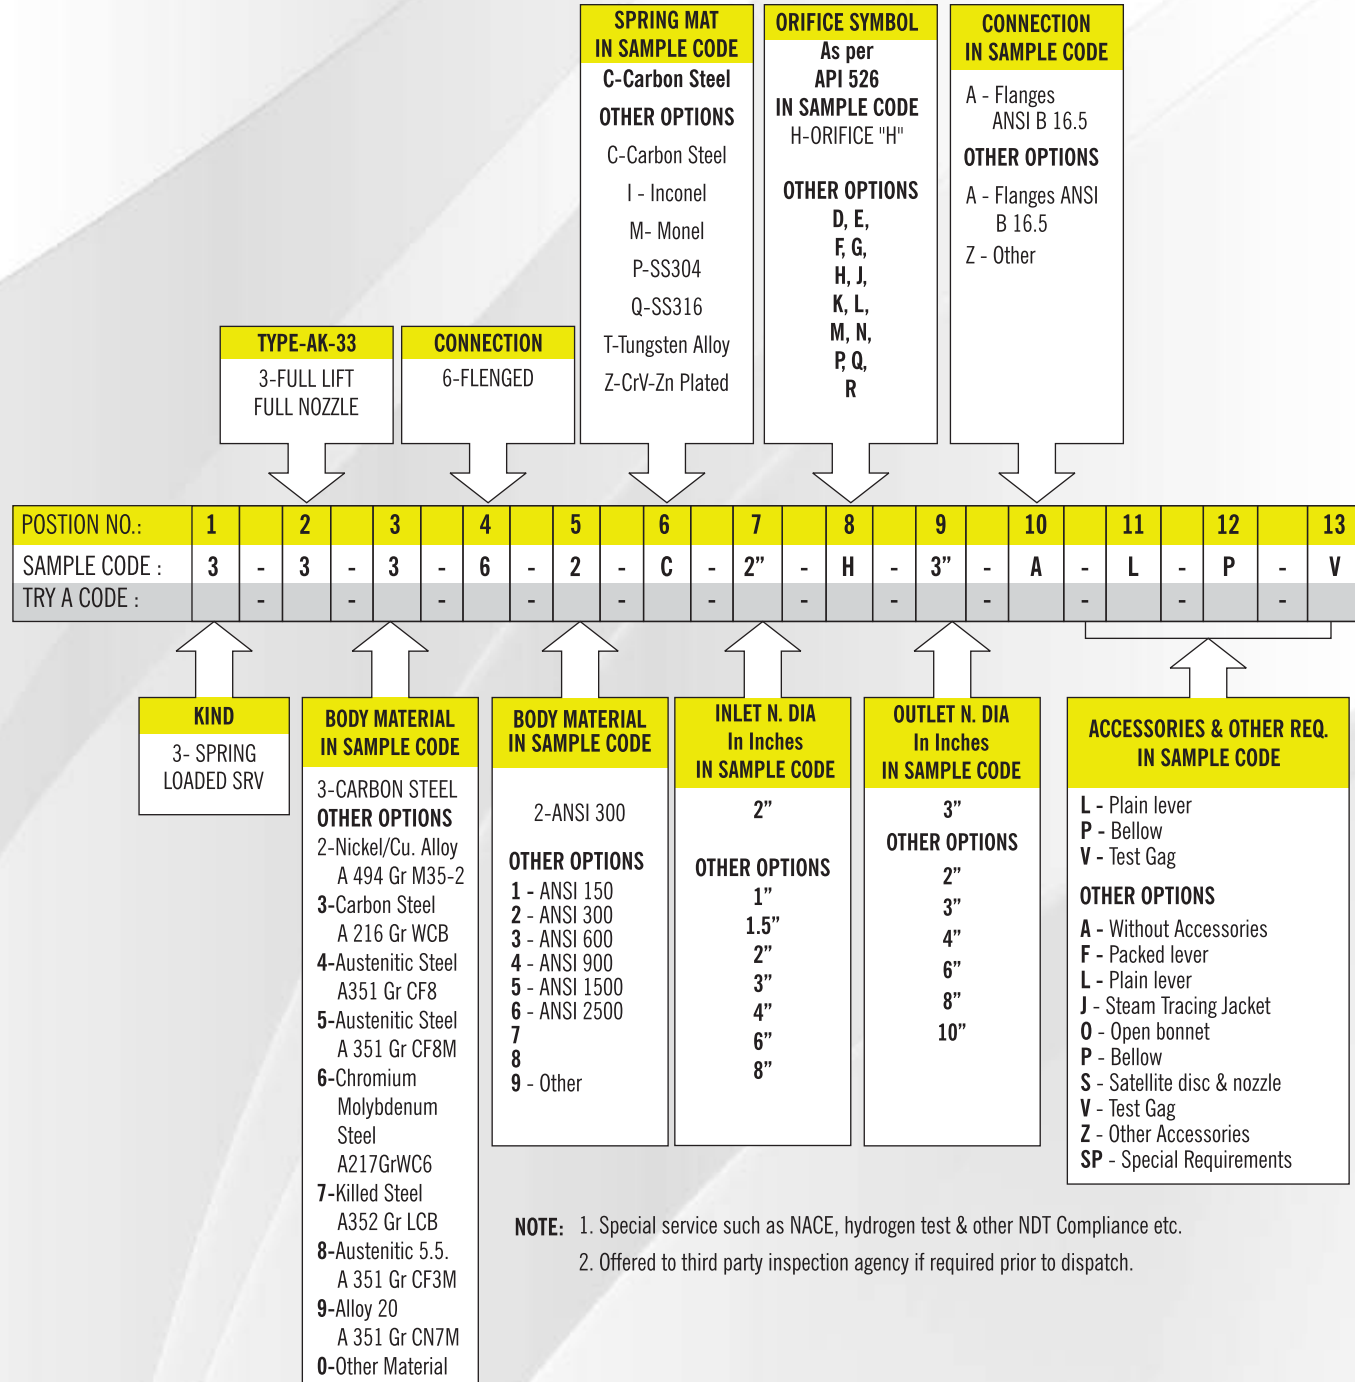 SPRING MAT
IN SAMPLE CODE
C-Carbon Steel
OTHER OPTIONS
C-Carbon Steel
I - Inconel
M- Monel
P-SS304
Q-SS316
T-Tungsten Alloy
Z-CrV-Zn Plated
ORIFICE SYMBOL
As per
API 526
IN SAMPLE CODE
H-ORIFICE "H"
OTHER OPTIONS
D, E,
F, G,
H, J,
K, L,
M, N,
P, Q,
R
CONNECTION
IN SAMPLE CODE
A - Flanges
ANSI B 16.5
OTHER OPTIONS
A - Flanges ANSI
B 16.5
Z - Other
TYPE-AK-33
3-FULL LIFT
FULL NOZZLE
CONNECTION
6-FLENGED
POSTION NO.: 1 2 3 4 5 6 7 8 9 10 11 12 13
SAMPLE CODE : 3 - 3 - 3 - 6 - 2 - C - 2” - H - 3” - A - L - P - V
TRY A CODE : - - - - - - - - - - - -
KIND
3- SPRING
LOADED SRV
BODY MATERIAL
IN SAMPLE CODE
3-CARBON STEEL
OTHER OPTIONS
2-Nickel/Cu. Alloy
A 494 Gr M35-2
3-Carbon Steel
A 216 Gr WCB
4-Austenitic Steel
A351 Gr CF8
5-Austenitic Steel
A 351 Gr CF8M
6-Chromium
Molybdenum
Steel
A217GrWC6
7-Killed Steel
A352 Gr LCB
8-Austenitic 5.5.
A 351 Gr CF3M
9-Alloy 20
A 351 Gr CN7M
0-Other Material
BODY MATERIAL
IN SAMPLE CODE
2-ANSI 300
OTHER OPTIONS
1 - ANSI 150
2 - ANSI 300
3 - ANSI 600
4 - ANSI 900
5 - ANSI 1500
6 - ANSI 2500
7
8
9 - Other
INLET N. DIA
In Inches
IN SAMPLE CODE
2”
OTHER OPTIONS
1”
1.5”
2”
3”
4”
6”
8”
OUTLET N. DIA
In Inches
IN SAMPLE CODE
3”
OTHER OPTIONS
2”
3”
4”
6”
8”
10”
ACCESSORIES & OTHER REQ.
IN SAMPLE CODE
L - Plain lever
P - Bellow
V - Test Gag
OTHER OPTIONS
A - Without Accessories
F - Packed lever
L - Plain lever
J - Steam Tracing Jacket
O - Open bonnet
P - Bellow
S - Satellite disc & nozzle
V - Test Gag
Z - Other Accessories
SP - Special Requirements
NOTE: 1. Special service such as NACE, hydrogen test & other NDT Compliance etc.
2. Offered to third party inspection agency if required prior to dispatch.